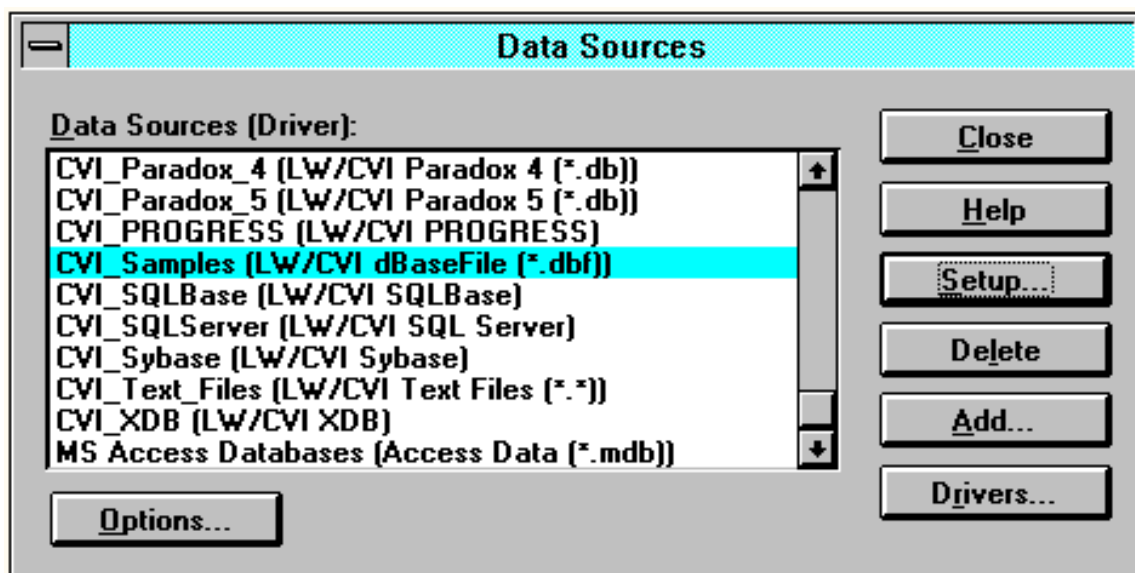 Data Sources
Data Sources (Driver):
CVI_Paradox_4 (LW/CVI Paradox 4 (*.db))
CVI_Paradox_5 (LW/CVI Paradox 5 (*.db))
CVI_PROGRESS (LW/CVI PROGRESS)
CVI_Samples (LW/CVI dBaseFile (*.dbf))
CVI_SQLBase (LW/CVI SQLBase)
CVI_SQLServer (LW/CVI SQL Server)
CVI_Sybase (LW/CVI Sybase)
CVI_Text_Files (LW/CVI Text Files (*.*))
CVI_XDB (LW/CVI XDB)
MS Access Databases (Access Data (*.mdb))
Options...
Close
Help
Setup...
Delete
Add...
Drivers...